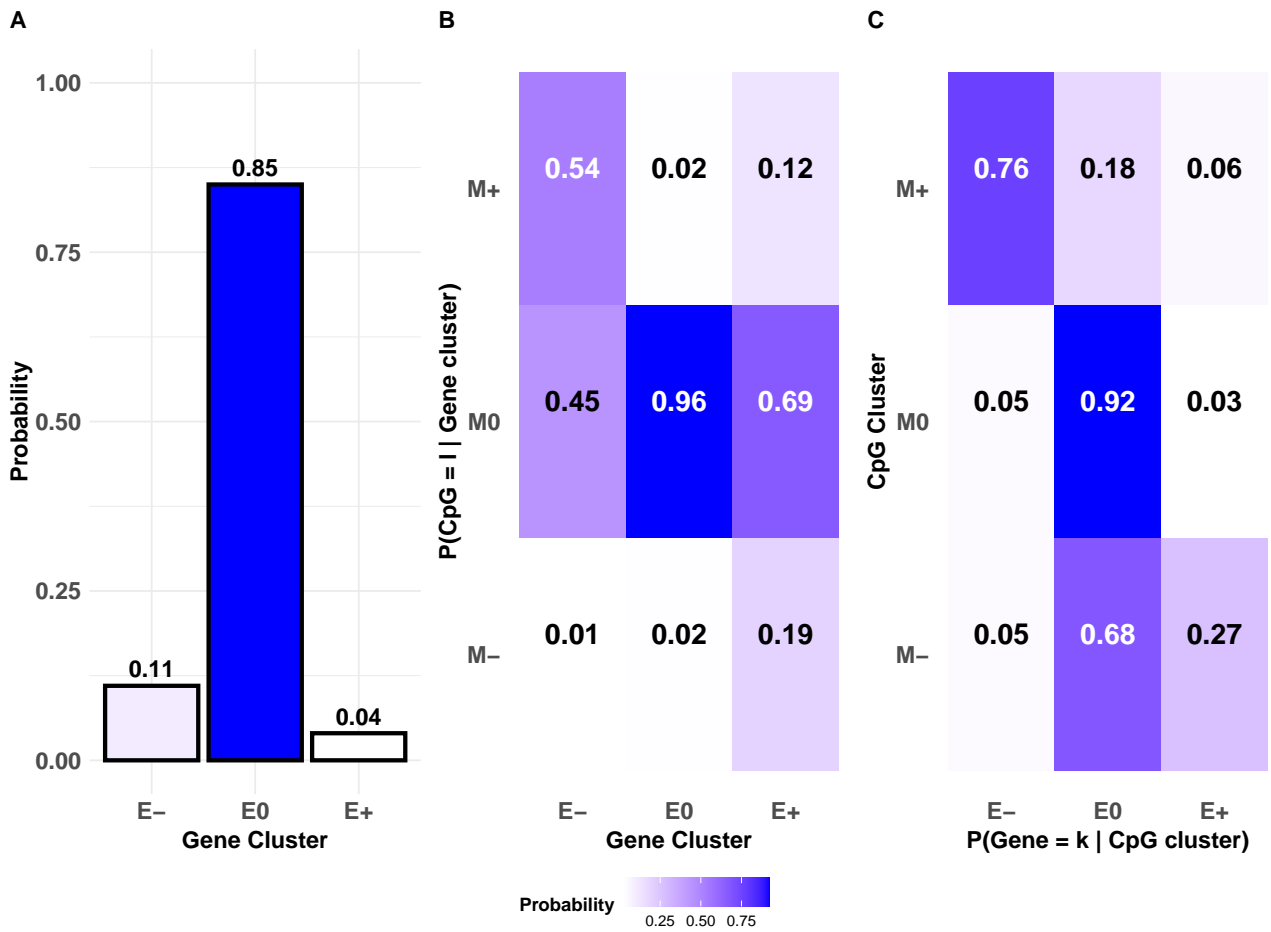 A
1.00
0.75
0.50
0.25
0.00
Probability
0.85
0.11
0.04
E− E0 E+
Gene Cluster
B
P(CpG = l | Gene cluster)
M+ 0.54 0.02 0.12
M0 0.45 0.96 0.69
M− 0.01 0.02 0.19
E− E0 E+
Gene Cluster
C
CpG Cluster
M+ 0.76 0.18 0.06
M0 0.05 0.92 0.03
M− 0.05 0.68 0.27
E− E0 E+
P(Gene = k | CpG cluster)
Probability
0.25 0.50 0.75